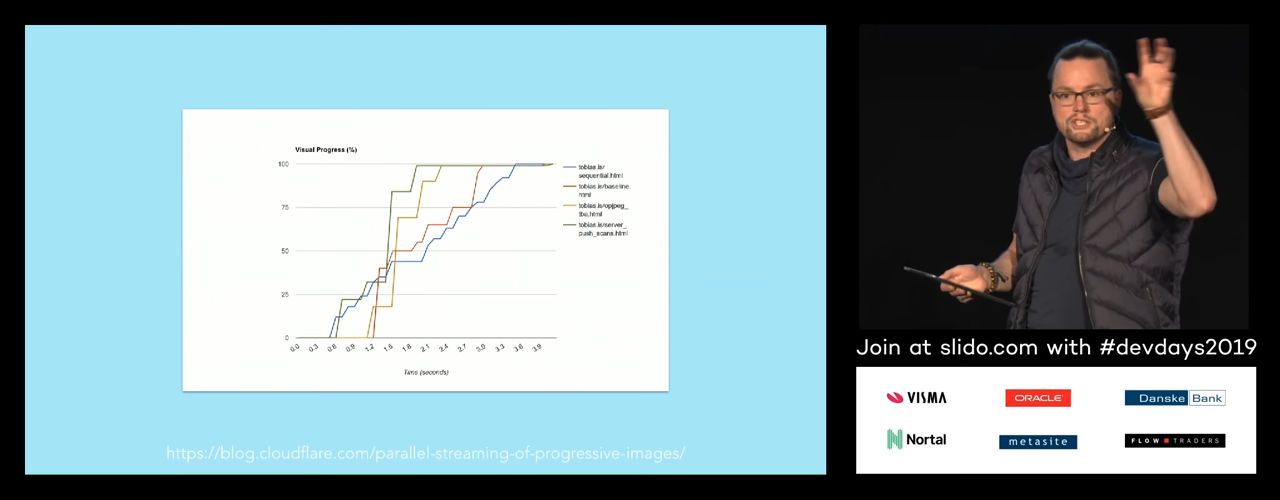 Visual Progress (%)
100
75
50
25
0
0.0 0.3 0.6 0.9 1.2 1.5 1.8 2.1 2.4 2.7 3.0 3.3 3.6 3.9
Time (seconds)
tobias.is/
sequential.html
tobias.is/baseline.
html
tobias.is/opjpeg_
tba.html
tobias.is/server_
push_scans.html
https://blog.cloudflare.com/parallel-streaming-of-progressive-images/
Join at slido.com with #devdays2019
VISMA ORACLE Danske Bank
Nortal metasite FLOW TRADERS